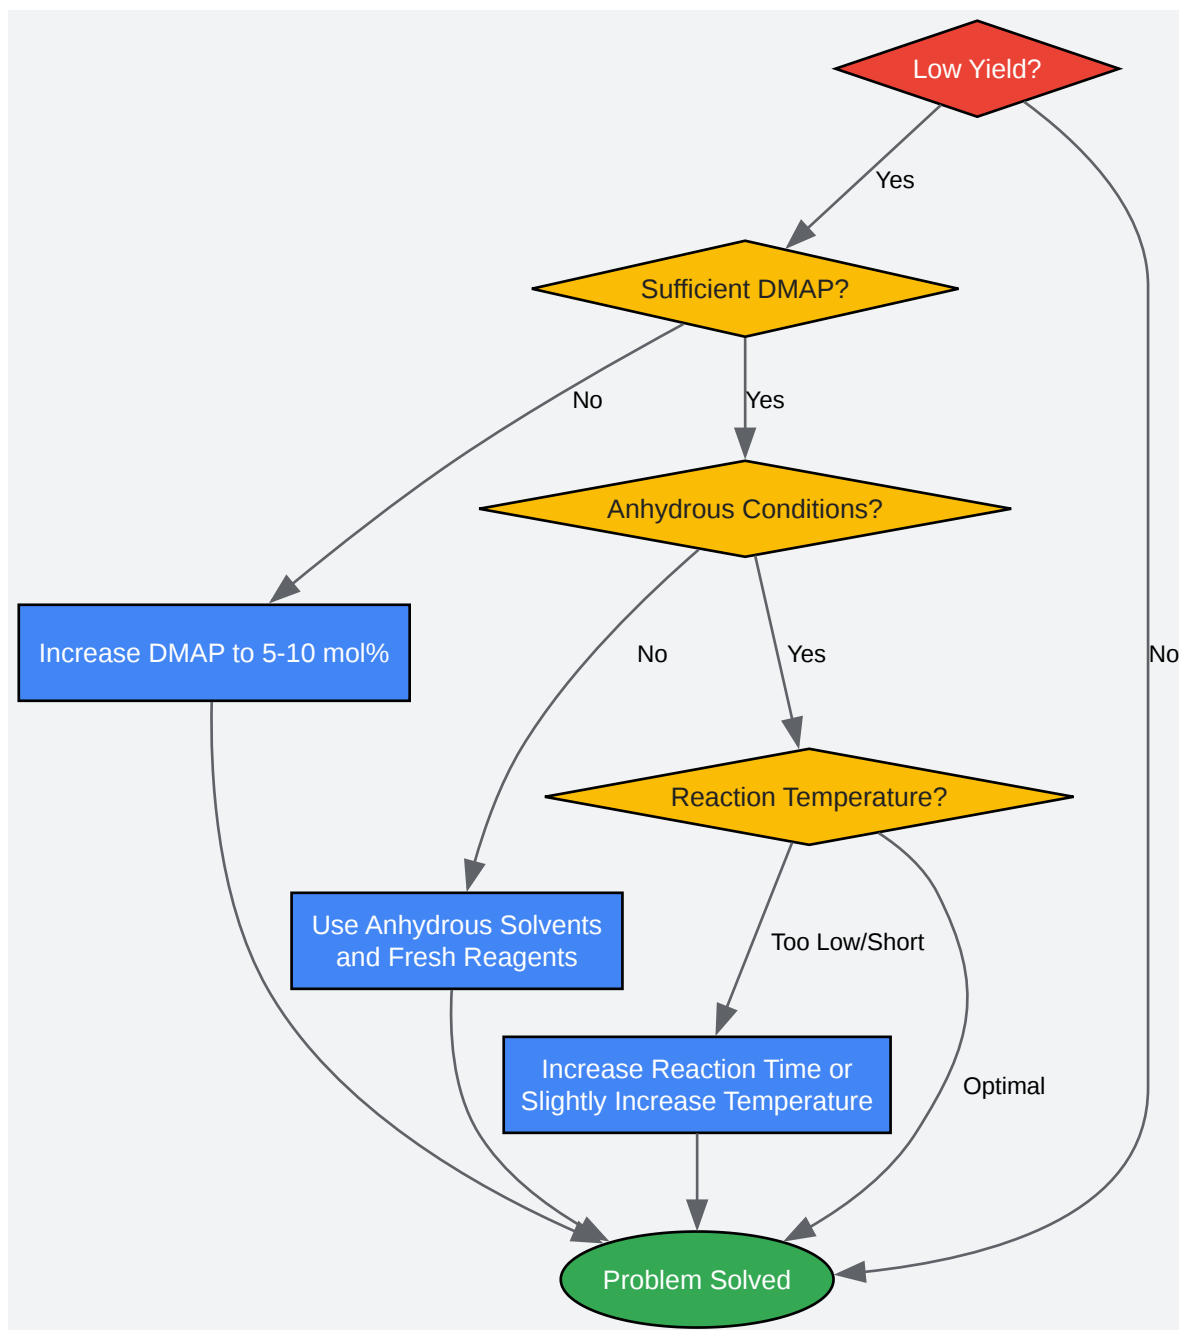 Low Yield?
Yes
Sufficient DMAP?
No
Yes
Anhydrous Conditions?
Increase DMAP to 5-10 mol%
No
Yes
No
Reaction Temperature?
Use Anhydrous Solvents
and Fresh Reagents
Too Low/Short
Increase Reaction Time or
Slightly Increase Temperature
Optimal
Problem Solved